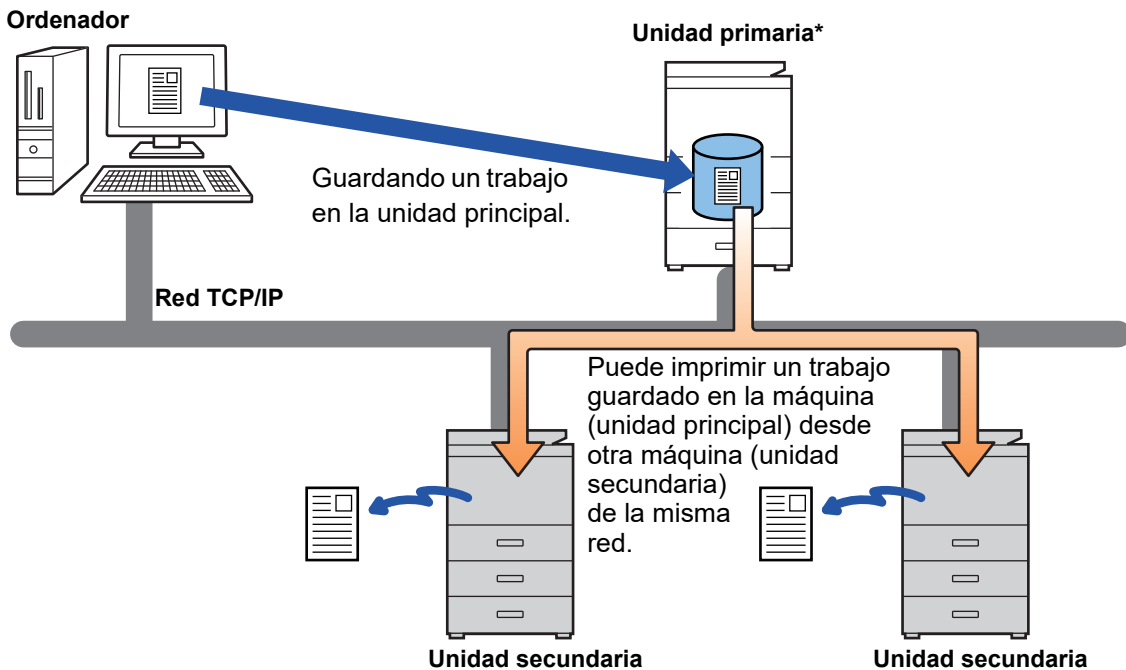 Ordenador
Unidad primaria*
Guardando un trabajo
en la unidad principal.
Red TCP/IP
Puede imprimir un trabajo
guardado en la máquina
(unidad principal) desde
otra máquina (unidad
secundaria)
de la misma
red.
Unidad secundaria
Unidad secundaria